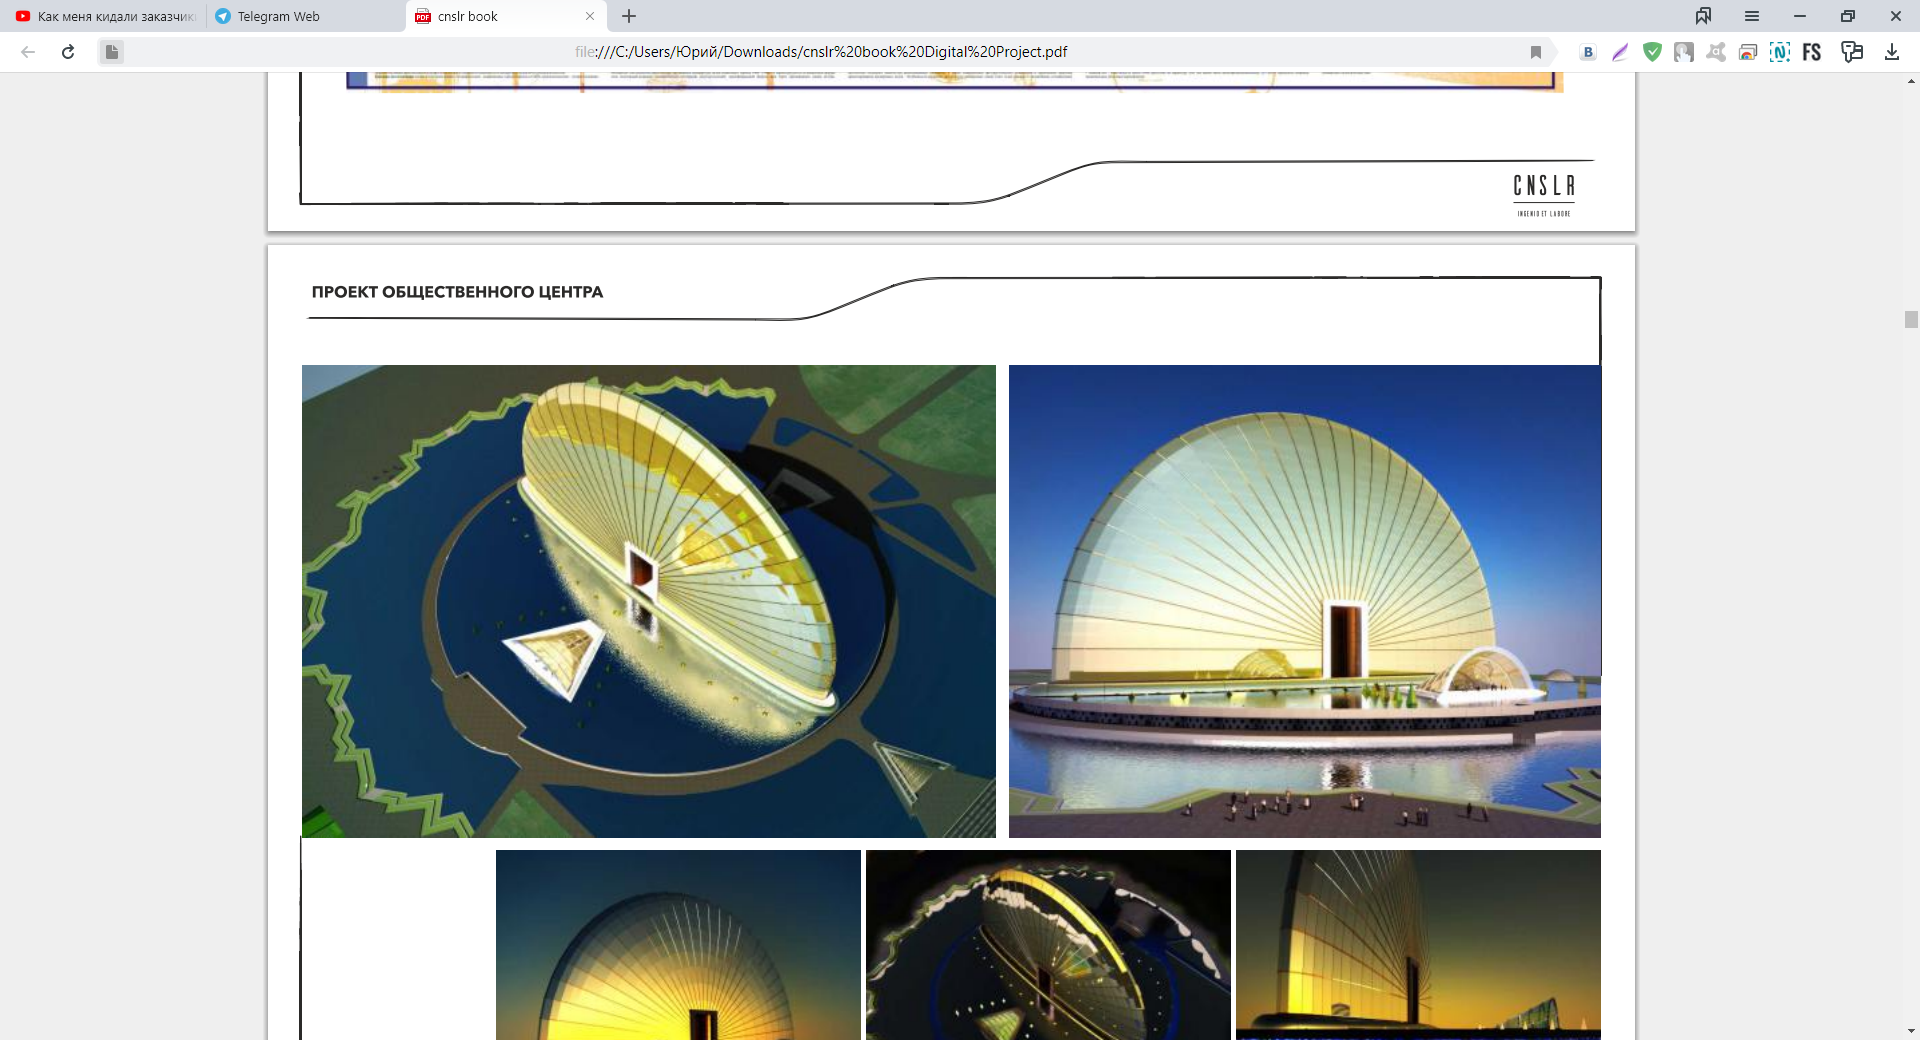 Как меня кидали заказчик
Telegram Web
cnslr book
file:///C:/Users/Юрий/Downloads/cnslr%20book%20Digital%20Project.pdf
B
FS
CNSLR
INGENIO ET LABORE
ПРОЕКТ ОБЩЕСТВЕННОГО ЦЕНТРА